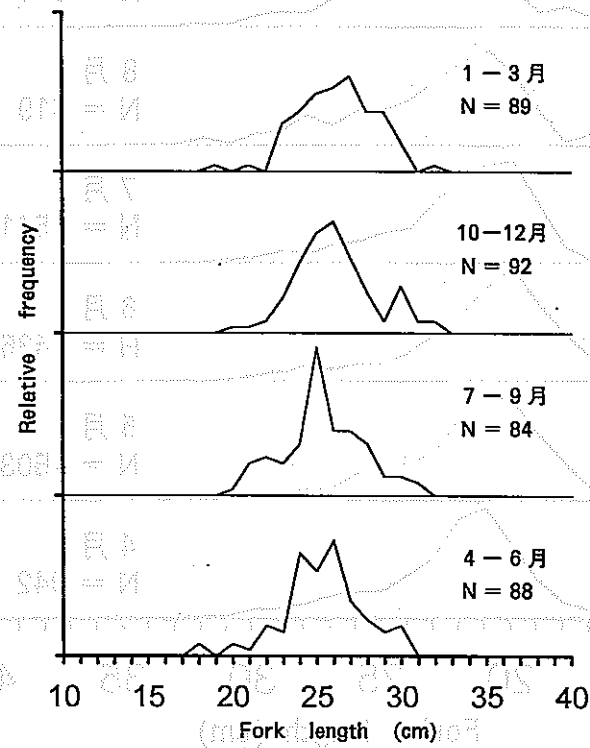 1－3月
N = 89
10－12月
N = 92
7－9月
N = 84
4－6月
N = 88
Relative frequency
10 15 20 25 30 35 40
Fork length (cm)